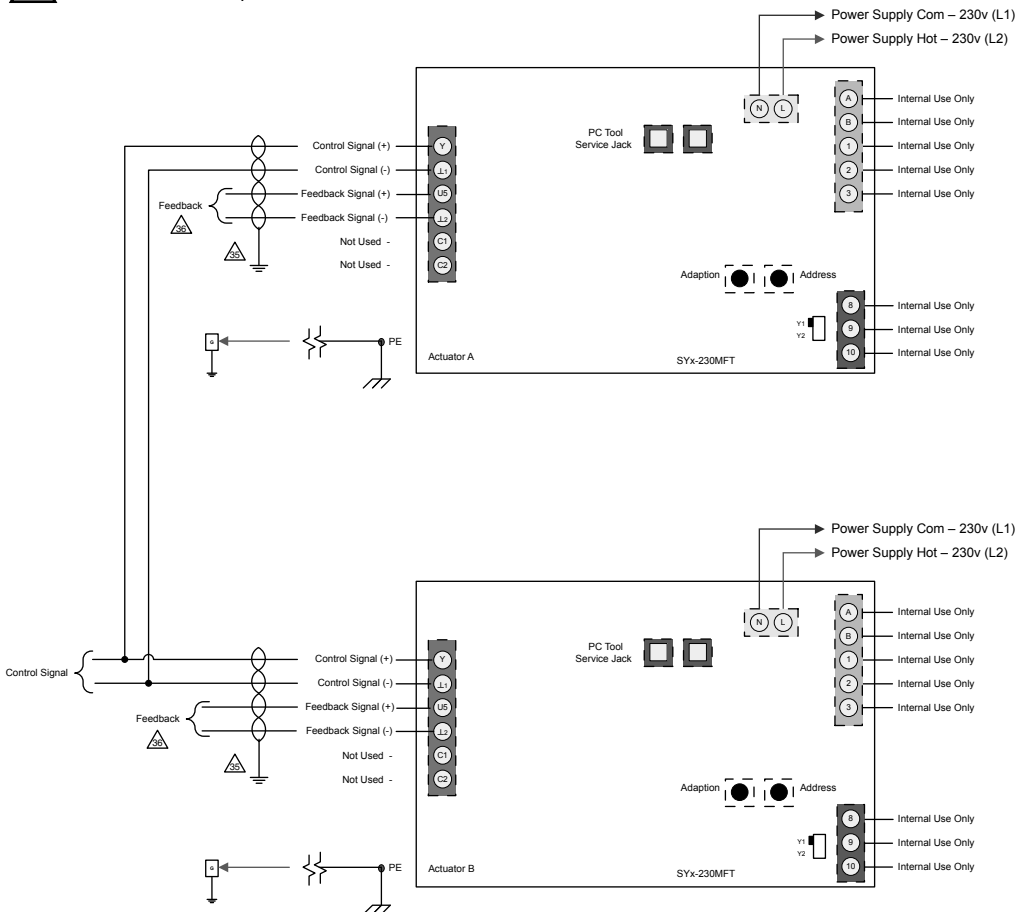 Power Supply Com – 230v (L1)
Power Supply Hot – 230v (L2)
N L
A Internal Use Only
B Internal Use Only
1 Internal Use Only
2 Internal Use Only
3 Internal Use Only
PC Tool
Service Jack
Control Signal (+) Y
Control Signal (-) ⊥1
Feedback Signal (+) U5
Feedback Signal (-) ⊥2
Not Used - C1
Not Used - C2
Feedback
36
35
Adaption Address
8 Internal Use Only
9 Internal Use Only
10 Internal Use Only
Y1
Y2
G
PE
Actuator A
SYx-230MFT
Power Supply Com – 230v (L1)
Power Supply Hot – 230v (L2)
N L
A Internal Use Only
B Internal Use Only
1 Internal Use Only
2 Internal Use Only
3 Internal Use Only
PC Tool
Service Jack
Control Signal
Control Signal (+) Y
Control Signal (-) ⊥1
Feedback Signal (+) U5
Feedback Signal (-) ⊥2
Not Used - C1
Not Used - C2
Feedback
36
35
Adaption Address
8 Internal Use Only
9 Internal Use Only
10 Internal Use Only
Y1
Y2
G
PE
Actuator B
SYx-230MFT